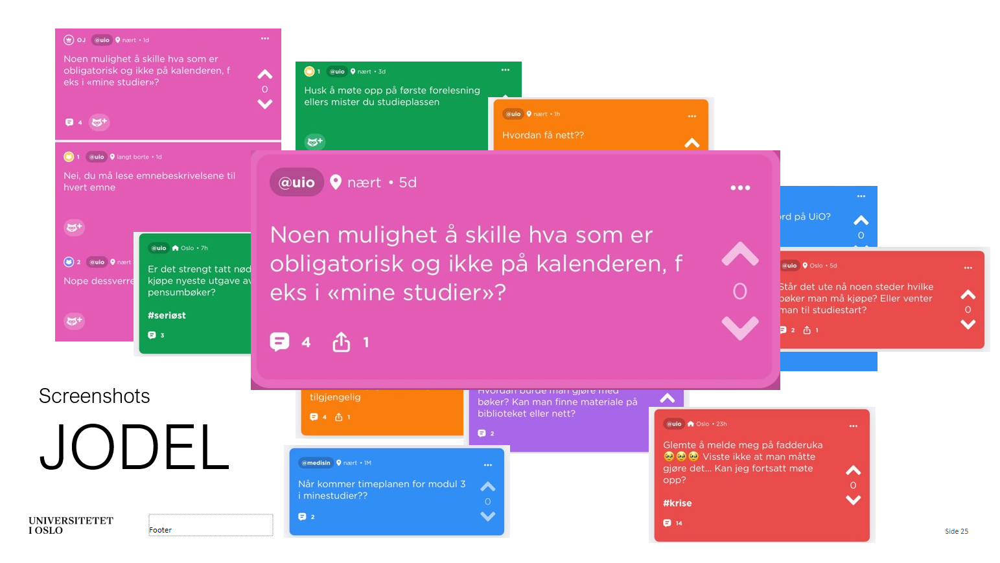 OJ @uio nært • 1d
Noen mulighet å skille hva som er
obligatorisk og ikke på kalenderen, f
eks i «mine studier»?
0
4
1 @uio langt borte • 1d
Nei, du må lese emnebeskrivelsene til
hvert emne
2 @uio nært
Nope dessverre
@uio Oslo • 7h
Er det strengt tatt nød
kjøpe nyeste utgave av
pensumbøker?
#seriøst
3
1 @uio nært • 3d
Husk å møte opp på første forelesning
ellers mister du studieplassen
@uio nært • 1h
Hvordan få nett??
@uio nært • 5d
Noen mulighet å skille hva som er
obligatorisk og ikke på kalenderen, f
eks i «mine studier»?
0
4 1
ord på UiO?
0
@uio Oslo • 5d
Står det ute nå noen steder hvilke
bøker man må kjøpe? Eller venter
man til studiestart?
0
2 1
tilgjengelig
4 1
Hvordan burde man gjøre med
bøker? Kan man finne materiale på
biblioteket eller nett?
2
@medisin nært • 1M
Når kommer timeplanen for modul 3
i minestudier??
0
2
@uio Oslo • 23h
Glemte å melde meg på fadderuka
🥹🥹🥹 Visste ikke at man måtte
gjøre det... Kan jeg fortsatt møte
opp?
0
#krise
14
Screenshots
JODEL
UNIVERSITETET
I OSLO
Footer
Side 25